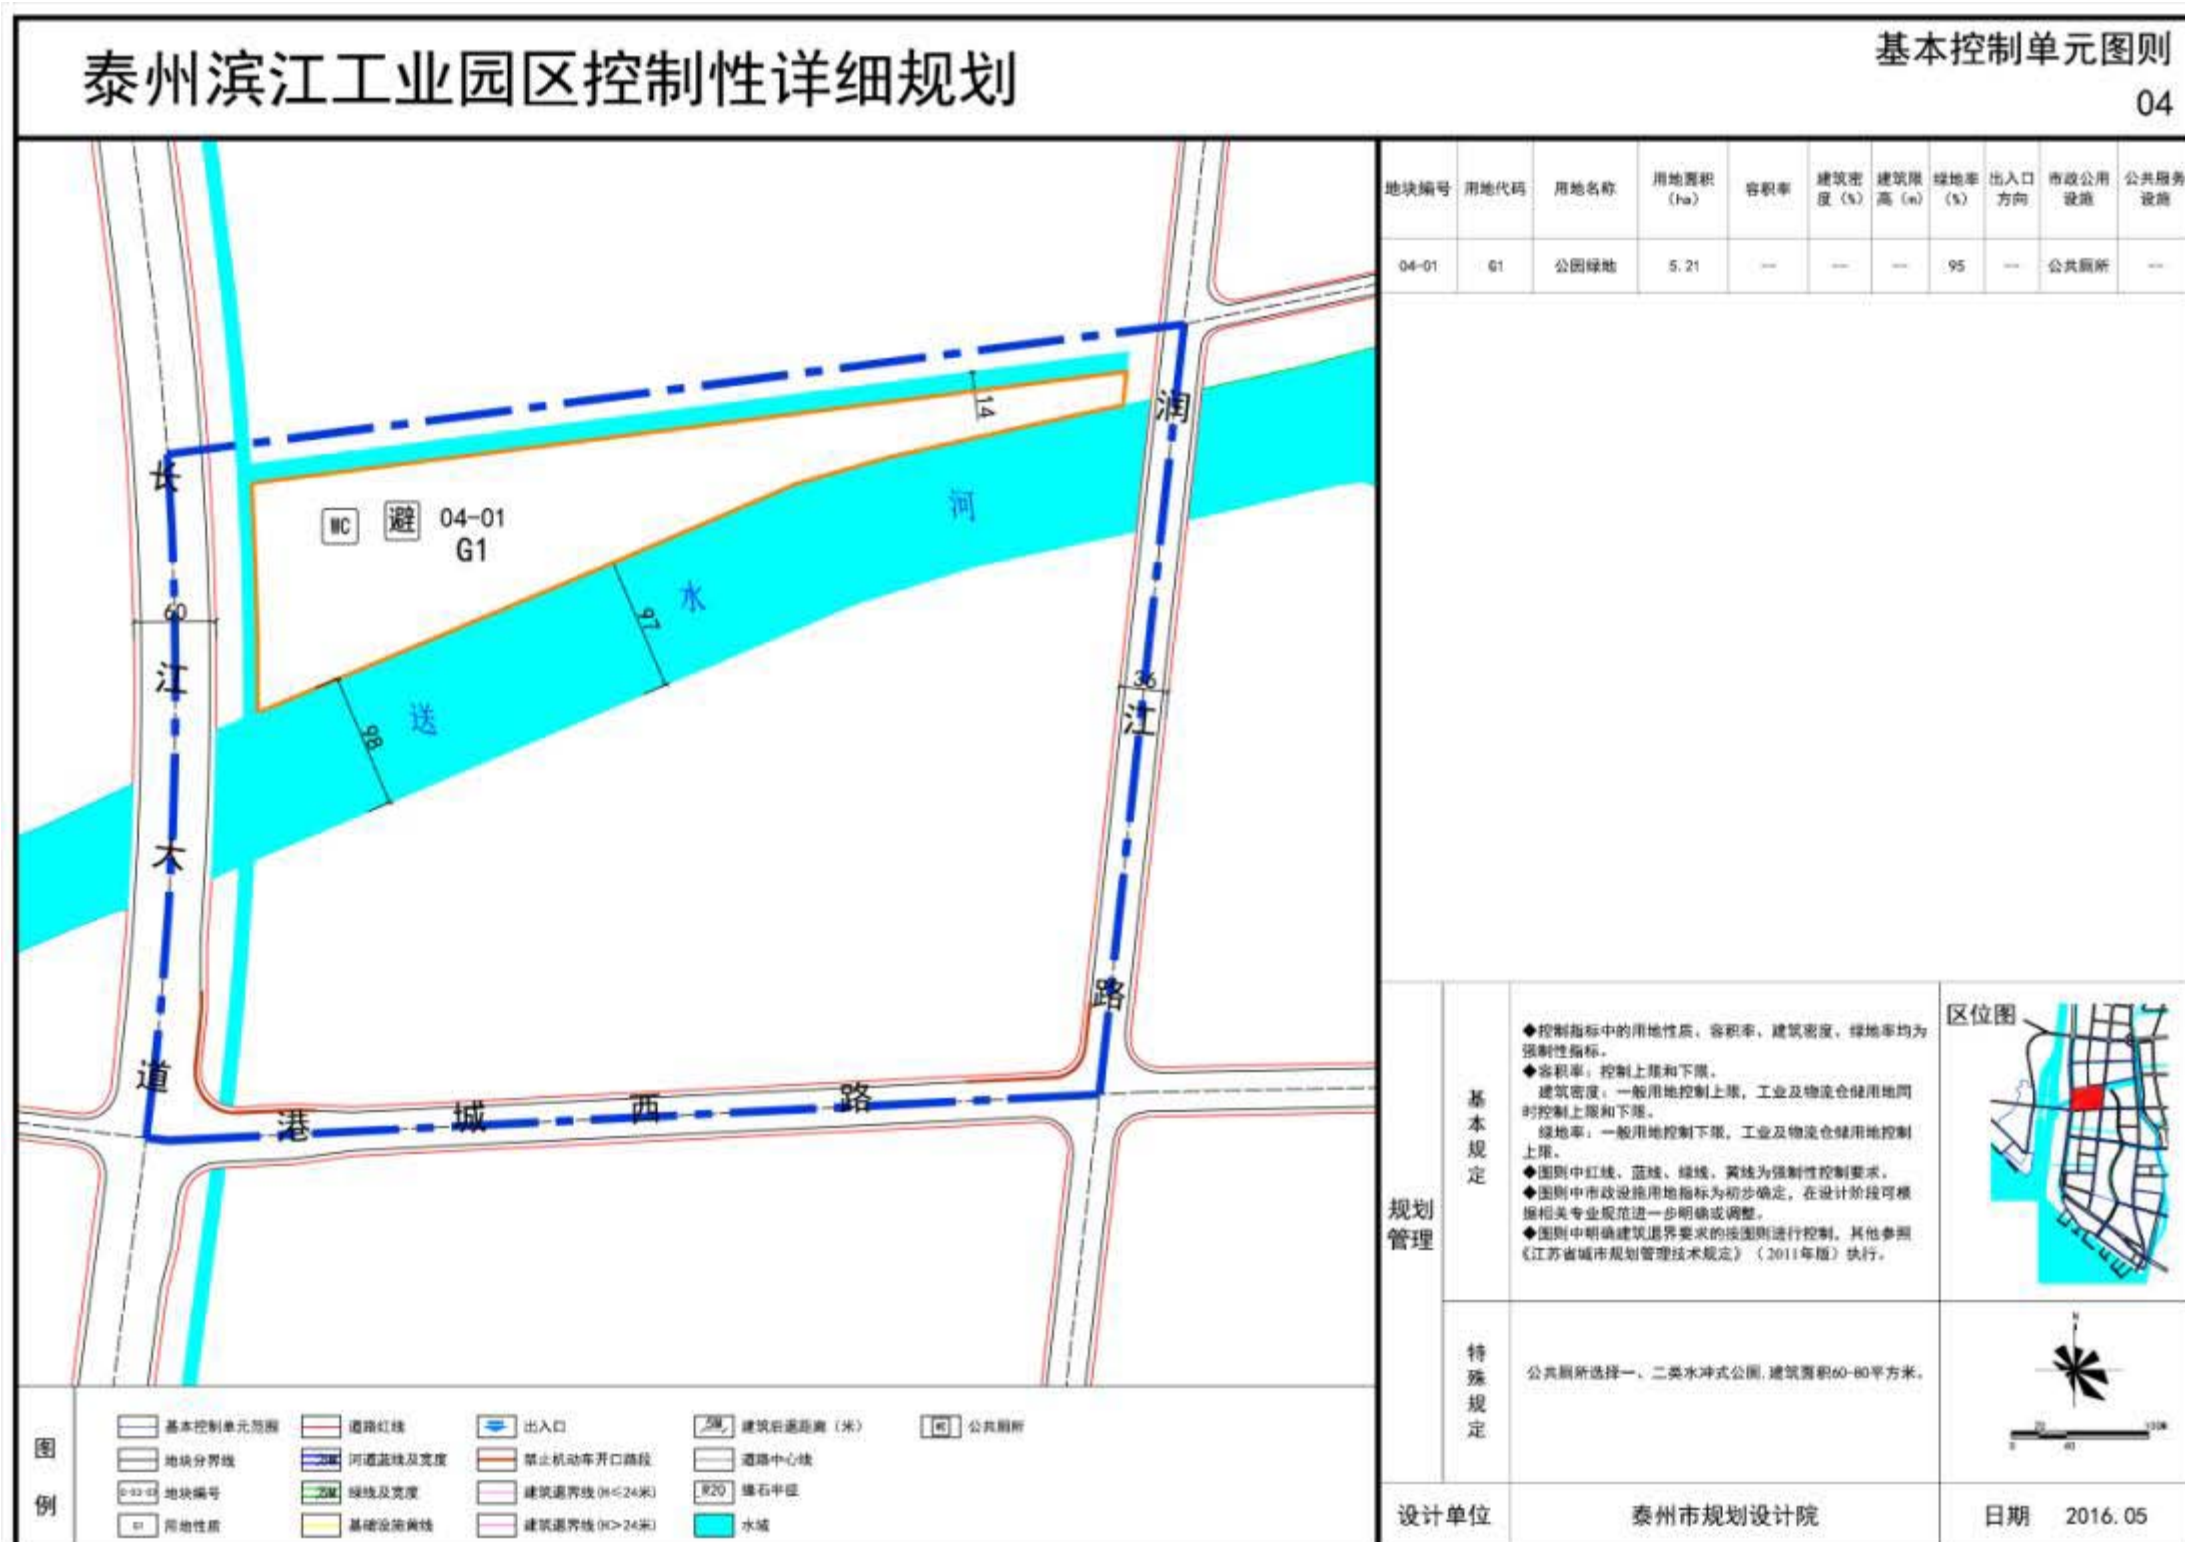 泰州滨江工业园区控制性详细规划
基本控制单元图则
04
地块编号 用地代码 用地名称 用地面积（ha） 容积率 建筑密度（%） 建筑限高（m） 绿地率（%） 出入口方向 市政公用设施 公共服务设施
04-01 G1 公园绿地 5.21 -- -- -- 95 -- 公共厕所 --
长江大道
润江路
港城西路
送水河
WC 避 04-01
G1
14
97
98
60
36
规划管理
基本规定
◆控制指标中的用地性质、容积率、建筑密度、绿地率均为
强制性指标。
◆容积率：控制上限和下限。
建筑密度：一般用地控制上限，工业及物流仓储用地同
时控制上限和下限。
绿地率：一般用地控制下限，工业及物流仓储用地控制
上限。
◆图则中红线、蓝线、绿线、黄线为强制性控制要求。
◆图则中市政设施用地指标为初步确定，在设计阶段可根
据相关专业规范进一步明确或调整。
◆图则中明确建筑退界要求的按图则进行控制，其他参照
《江苏省城市规划管理技术规定》（2011年版）执行。
区位图
特殊规定
公共厕所选择一、二类水冲式公厕,建筑面积60-80平方米。
N
0 20 40 100m
图例
基本控制单元范围 道路红线 出入口 建筑后退距离（米） WC 公共厕所
地块分界线 河道蓝线及宽度 禁止机动车开口路段 道路中心线
地块编号 绿线及宽度 建筑退界线(H≤24米) R20 缘石半径
G1 用地性质 基础设施黄线 建筑退界线(H>24米) 水域
设计单位 泰州市规划设计院 日期 2016.05